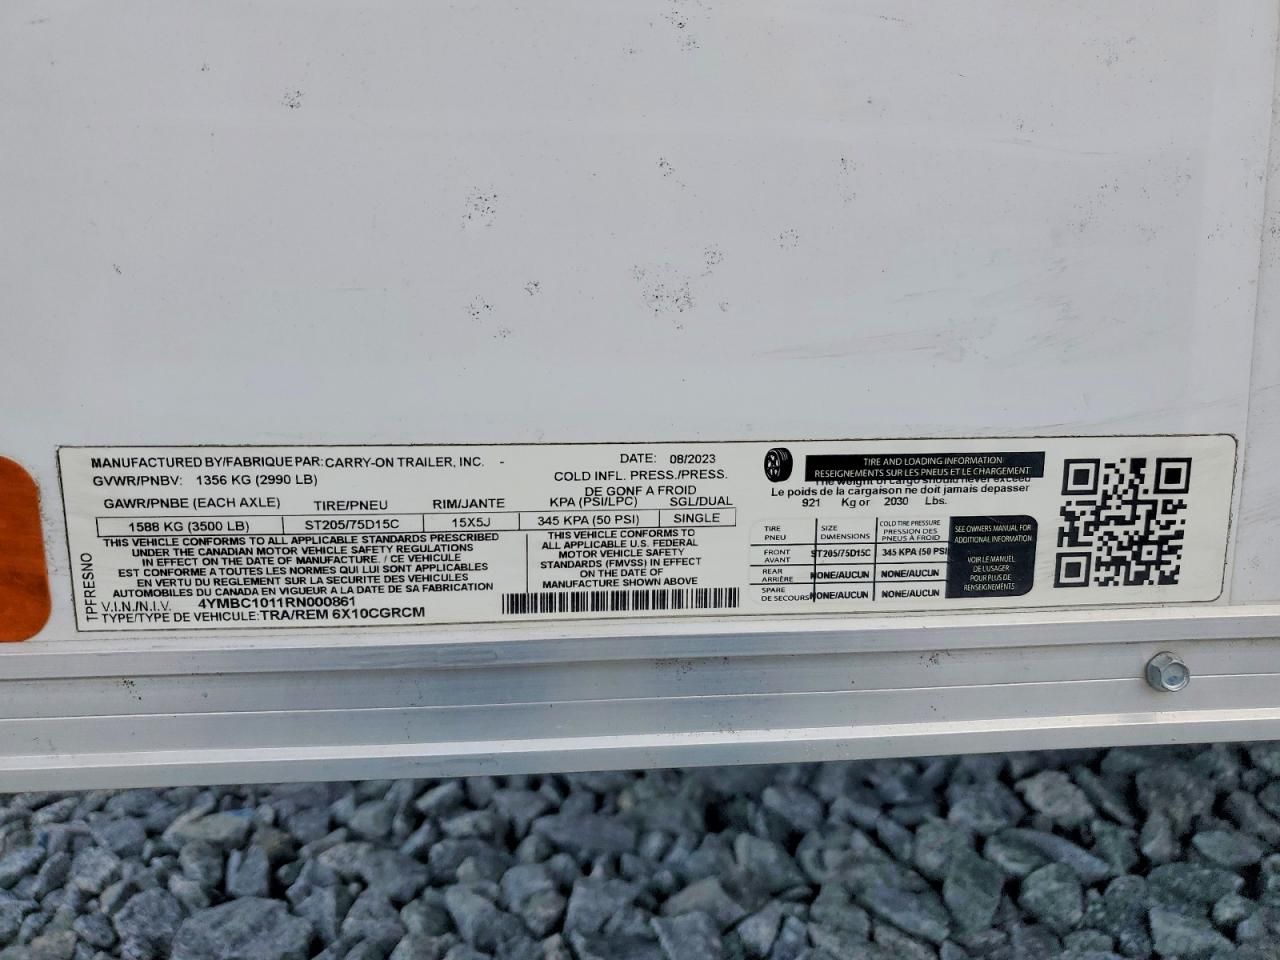 MANUFACTURED BY/FABRIQUE PAR: CARRY-ON TRAILER, INC. -
DATE: 08/2023
GVWR/PNBV: 1356 KG (2990 LB)
COLD INFL. PRESS./PRESS.
DE GONF A FROID
GAWR/PNBE (EACH AXLE) TIRE/PNEU RIM/JANTE KPA (PSI/LPC) SGL/DUAL
1588 KG (3500 LB) ST205/75D15C 15X5J 345 KPA (50 PSI) SINGLE
THIS VEHICLE CONFORMS TO ALL APPLICABLE STANDARDS PRESCRIBED
UNDER THE CANADIAN MOTOR VEHICLE SAFETY REGULATIONS
IN EFFECT ON THE DATE OF MANUFACTURE. / CE VEHICULE
EST CONFORME A TOUTES LES NORMES QUI LUI SONT APPLICABLES
EN VERTU DU REGLEMENT SUR LA SECURITE DES VEHICULES
AUTOMOBILES DU CANADA EN VIGUEUR A LA DATE DE SA FABRICATION
THIS VEHICLE CONFORMS TO
ALL APPLICABLE U.S. FEDERAL
MOTOR VEHICLE SAFETY
STANDARDS (FMVSS) IN EFFECT
ON THE DATE OF
MANUFACTURE SHOWN ABOVE
V.I.N./N.I.V. 4YMBC1011RN000861
TYPE/TYPE DE VEHICULE: TRA/REM 6X10CGRCM
TPFRESNO
TIRE AND LOADING INFORMATION
RESEIGNEMENTS SUR LES PNEUS ET LE CHARGEMENT
The weight of cargo should never exceed
Le poids de la cargaison ne doit jamais depasser
921 Kg or 2030 Lbs.
TIRE
PNEU
SIZE
DIMENSIONS
COLD TIRE PRESSURE
PRESSION DES
PNEUS À FROID
FRONT
AVANT
ST205/75D15C
345 KPA (50 PSI
REAR
ARRIÈRE
NONE/AUCUN
NONE/AUCUN
SPARE
DE SECOURS
NONE/AUCUN
NONE/AUCUN
SEE OWNERS MANUAL FOR
ADDITIONAL INFORMATION
VOIR LE MANUEL
DE L'USAGER
POUR PLUS DE
RENSEIGNEMENTS